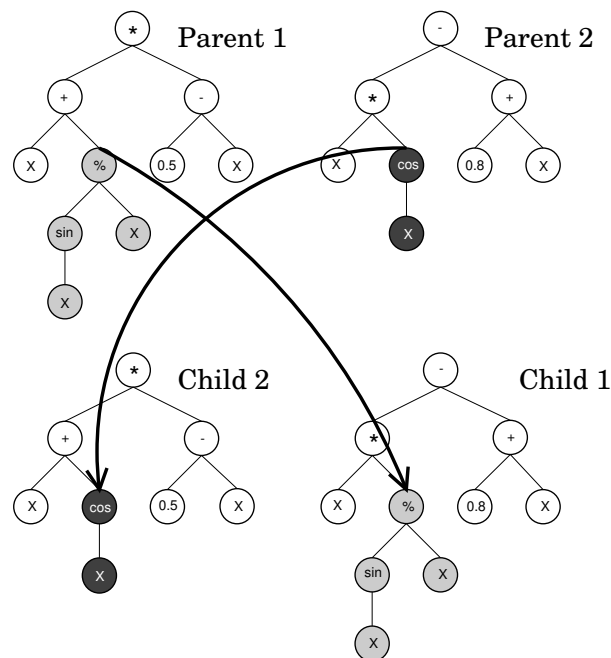 * Parent 1 - Parent 2
+ - * +
X % 0.5 X X cos 0.8 X
sin X X
X
* Child 2 - Child 1
+ - * +
X cos 0.5 X X % 0.8 X
X sin X
X